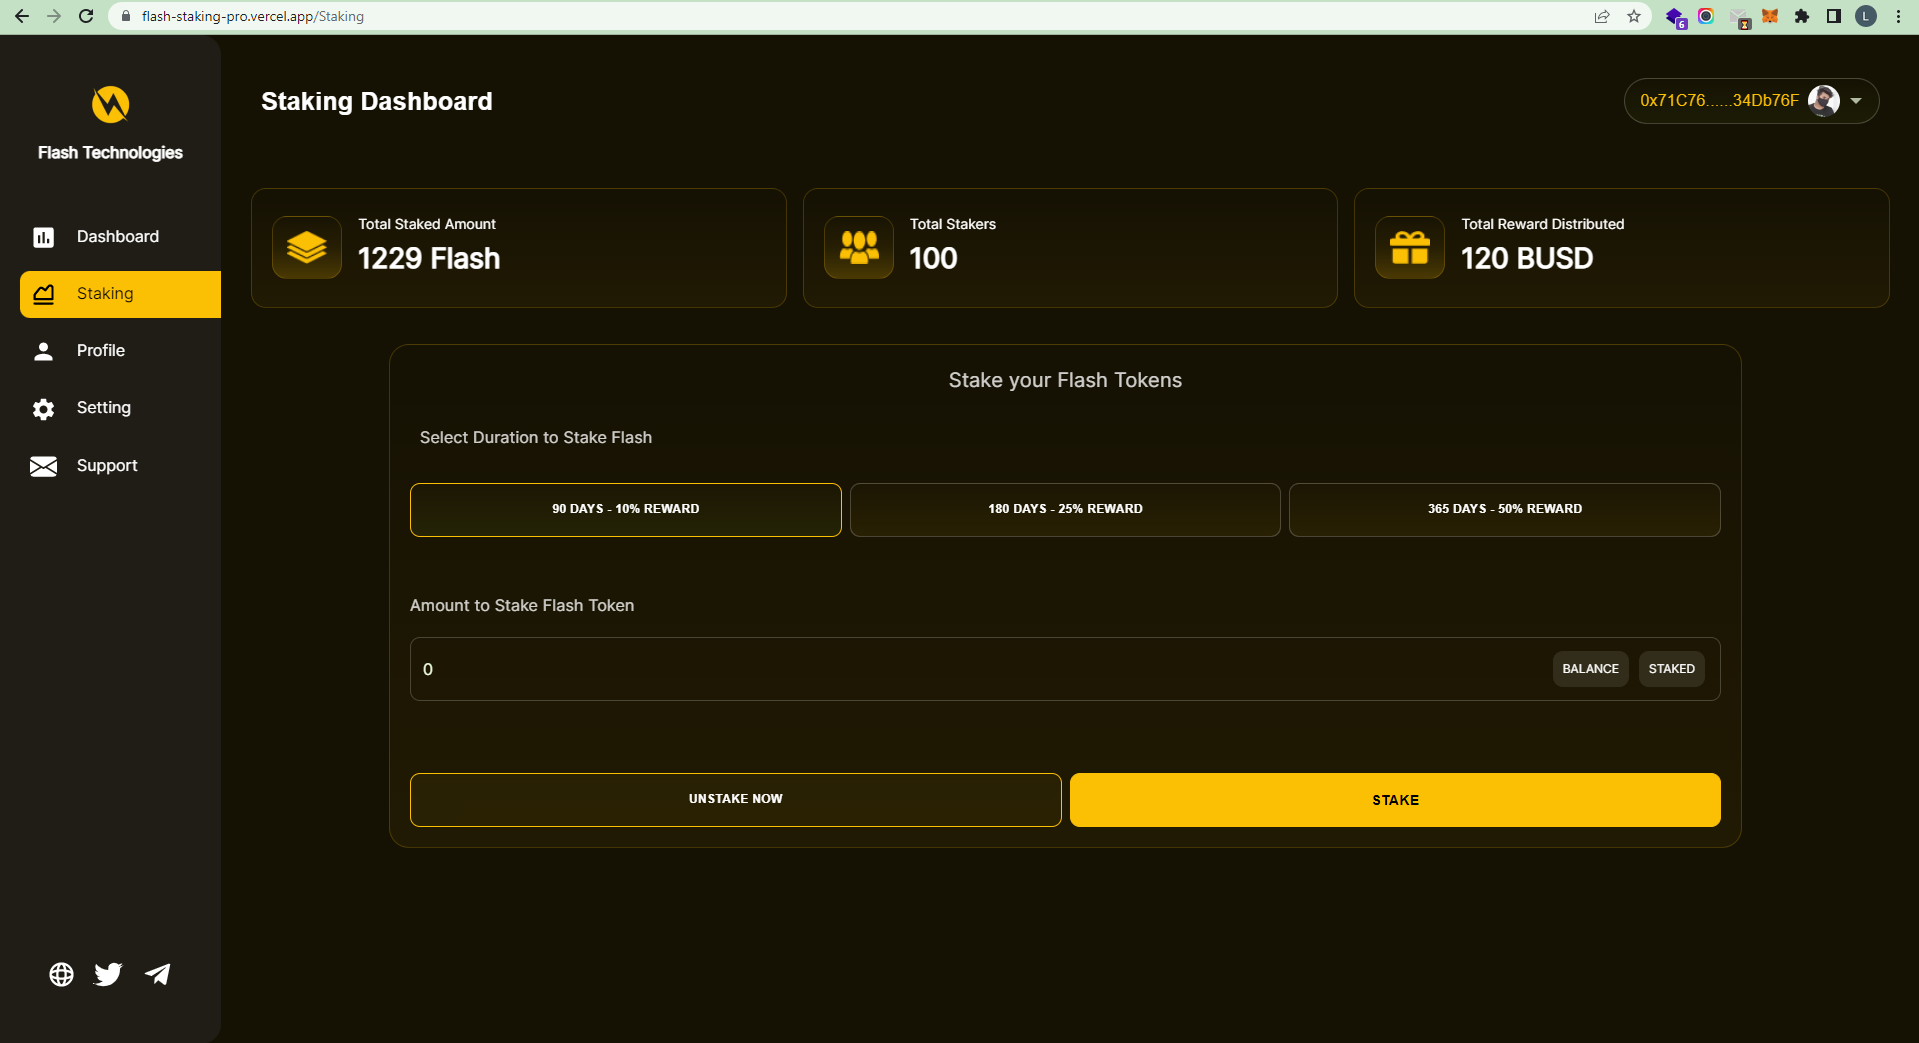 flash-staking-pro.vercel.app/Staking
6
L
Flash Technologies
Dashboard
Staking
Profile
Setting
Support
Staking Dashboard
0x71C76......34Db76F
Total Staked Amount
1229 Flash
Total Stakers
100
Total Reward Distributed
120 BUSD
Stake your Flash Tokens
Select Duration to Stake Flash
90 DAYS - 10% REWARD
180 DAYS - 25% REWARD
365 DAYS - 50% REWARD
Amount to Stake Flash Token
0
BALANCE
STAKED
UNSTAKE NOW
STAKE